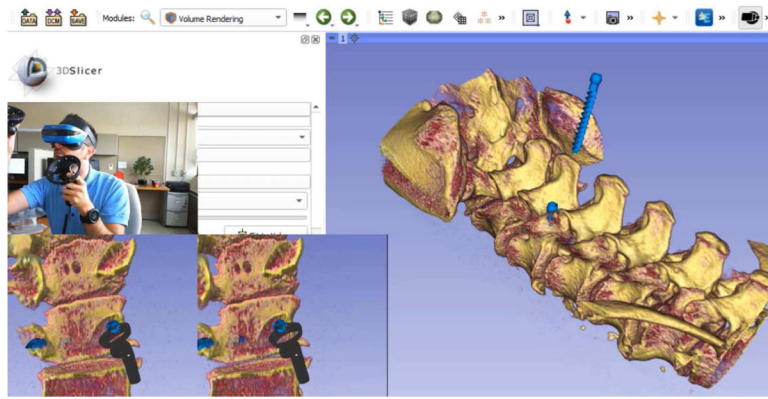 DATA
DCM
SAVE
Modules:
Volume Rendering
»
»
»
»
3DSlicer
1